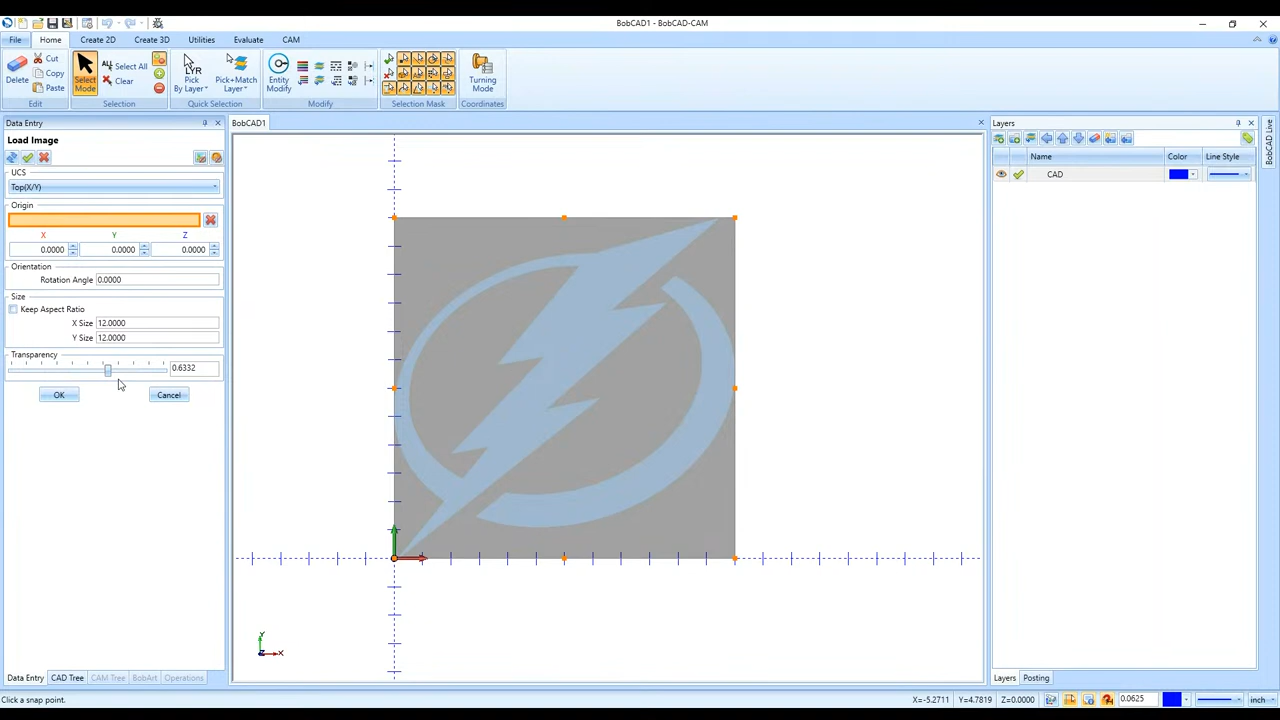 BobCAD1 - BobCAD-CAM
File
Home
Create 2D
Create 3D
Utilities
Evaluate
CAM
Delete
Cut
Copy
Paste
Edit
Select Mode
Select All
Clear
Selection
LYR
Pick By Layer
Pick+Match Layer
Quick Selection
Entity Modify
Modify
Selection Mask
Turning Mode
Coordinates
Data Entry
BobCAD1
Layers
BobCAD Live
Load Image
Name
Color
Line Style
CAD
UCS
Top(X/Y)
Origin
X
Y
Z
0.0000
0.0000
0.0000
Orientation
Rotation Angle 0.0000
Size
Keep Aspect Ratio
X Size 12.0000
Y Size 12.0000
Transparency
0.6332
OK
Cancel
Y
Z
X
Data Entry
CAD Tree
CAM Tree
BobArt
Operations
Layers
Posting
Click a snap point.
X=-5.2711
Y=4.7819
Z=0.0000
0.0625
inch